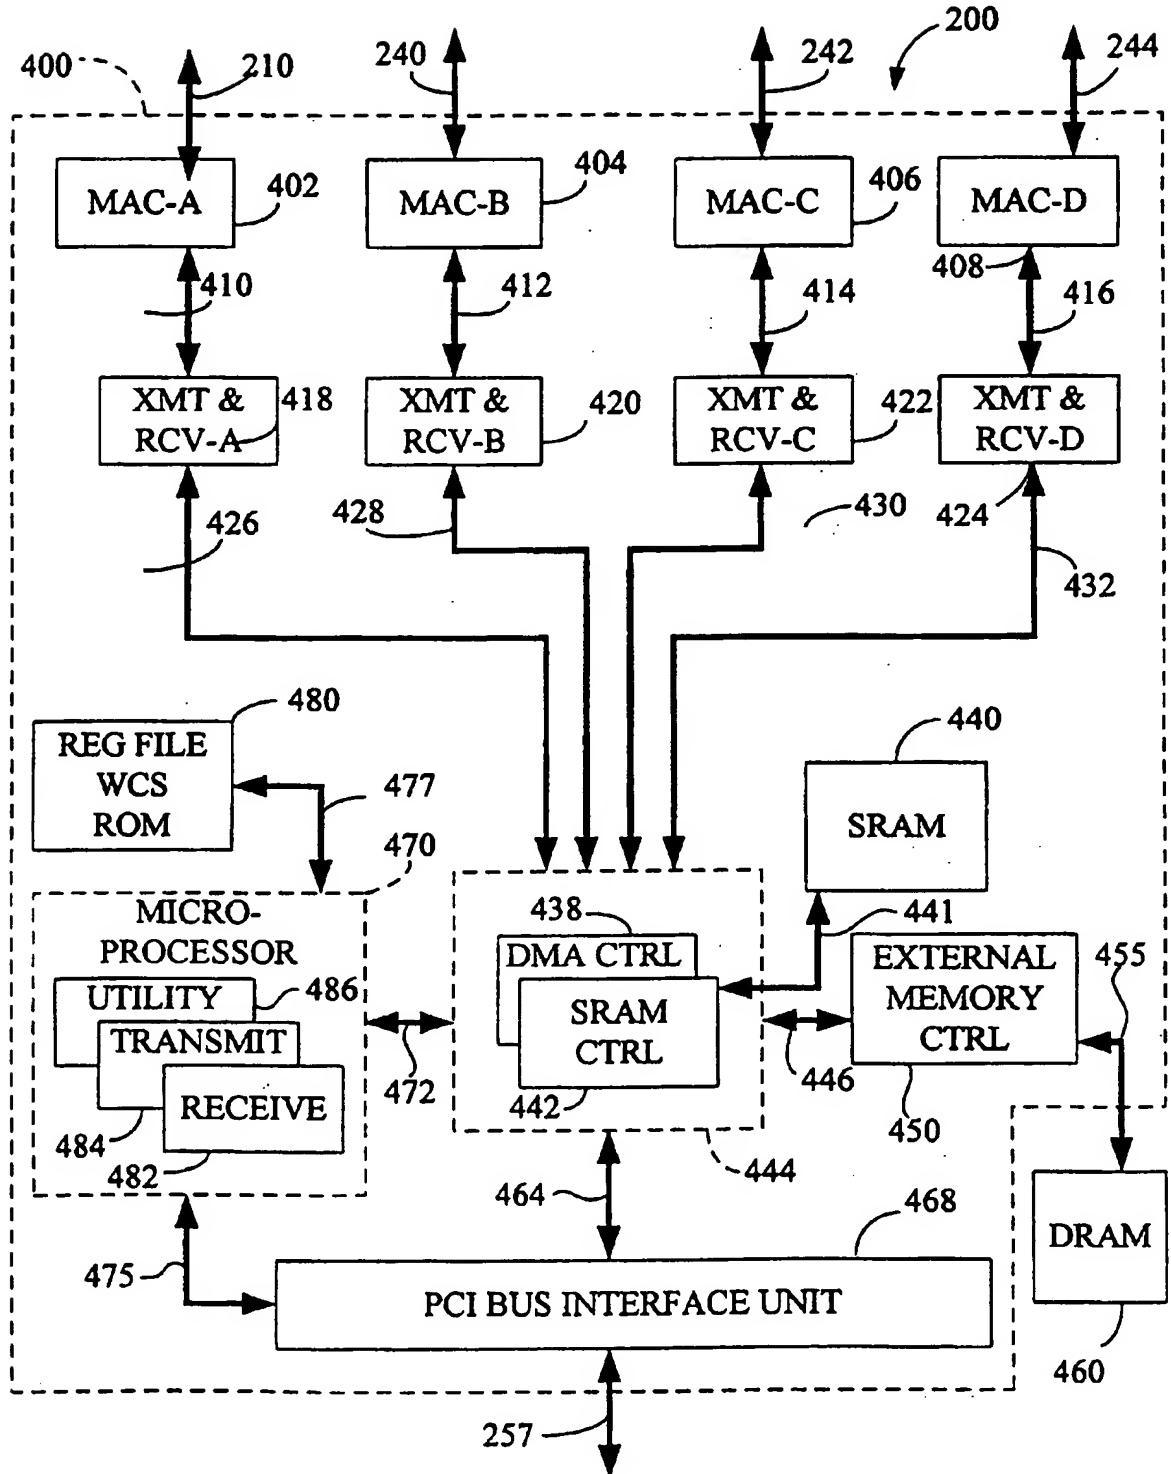 200
400
210
240
242
244
MAC-A
402
MAC-B
404
MAC-C
406
MAC-D
408
410
412
414
416
XMT &
RCV-A
418
XMT &
RCV-B
420
XMT &
RCV-C
422
XMT &
RCV-D
424
426
428
430
432
480
REG FILE
WCS
ROM
477
440
SRAM
441
470
MICRO-
PROCESSOR
UTILITY
486
TRANSMIT
484
RECEIVE
482
472
438
DMA CTRL
SRAM
CTRL
442
444
446
EXTERNAL
MEMORY
CTRL
450
455
DRAM
460
464
468
475
PCI BUS INTERFACE UNIT
257